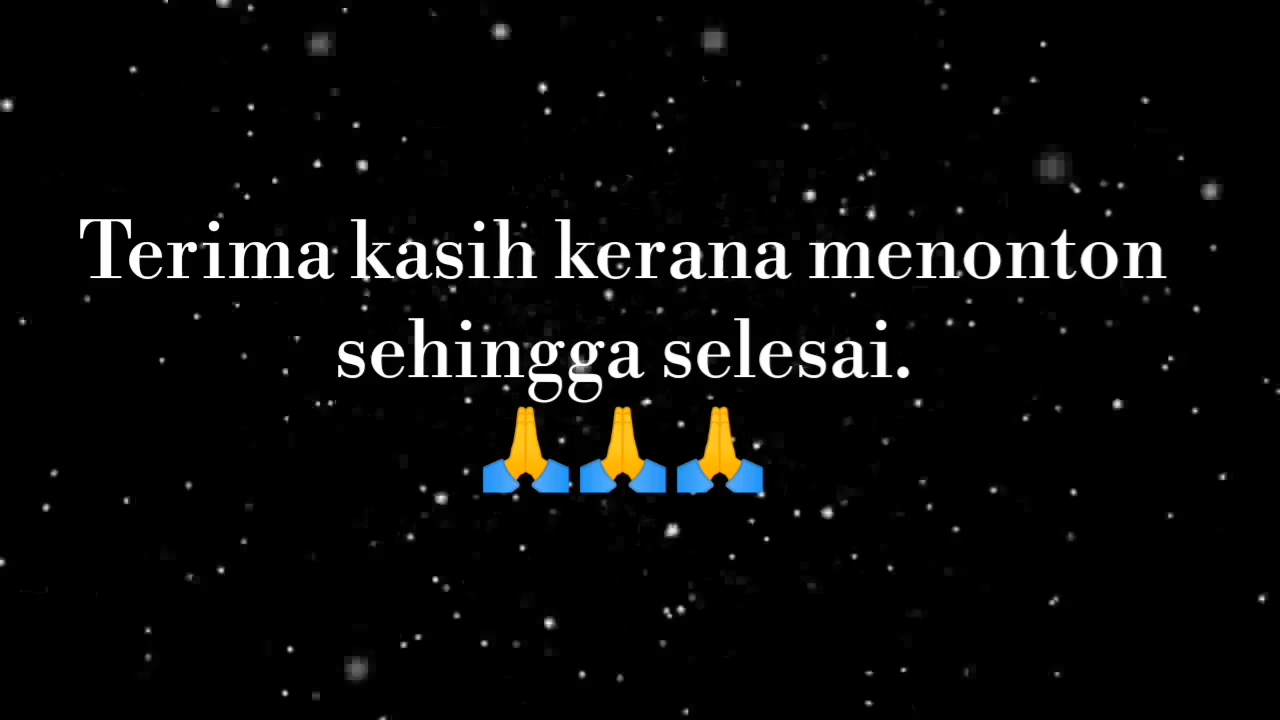 Terima kasih kerana menonton
sehingga selesai.
🙏🙏🙏